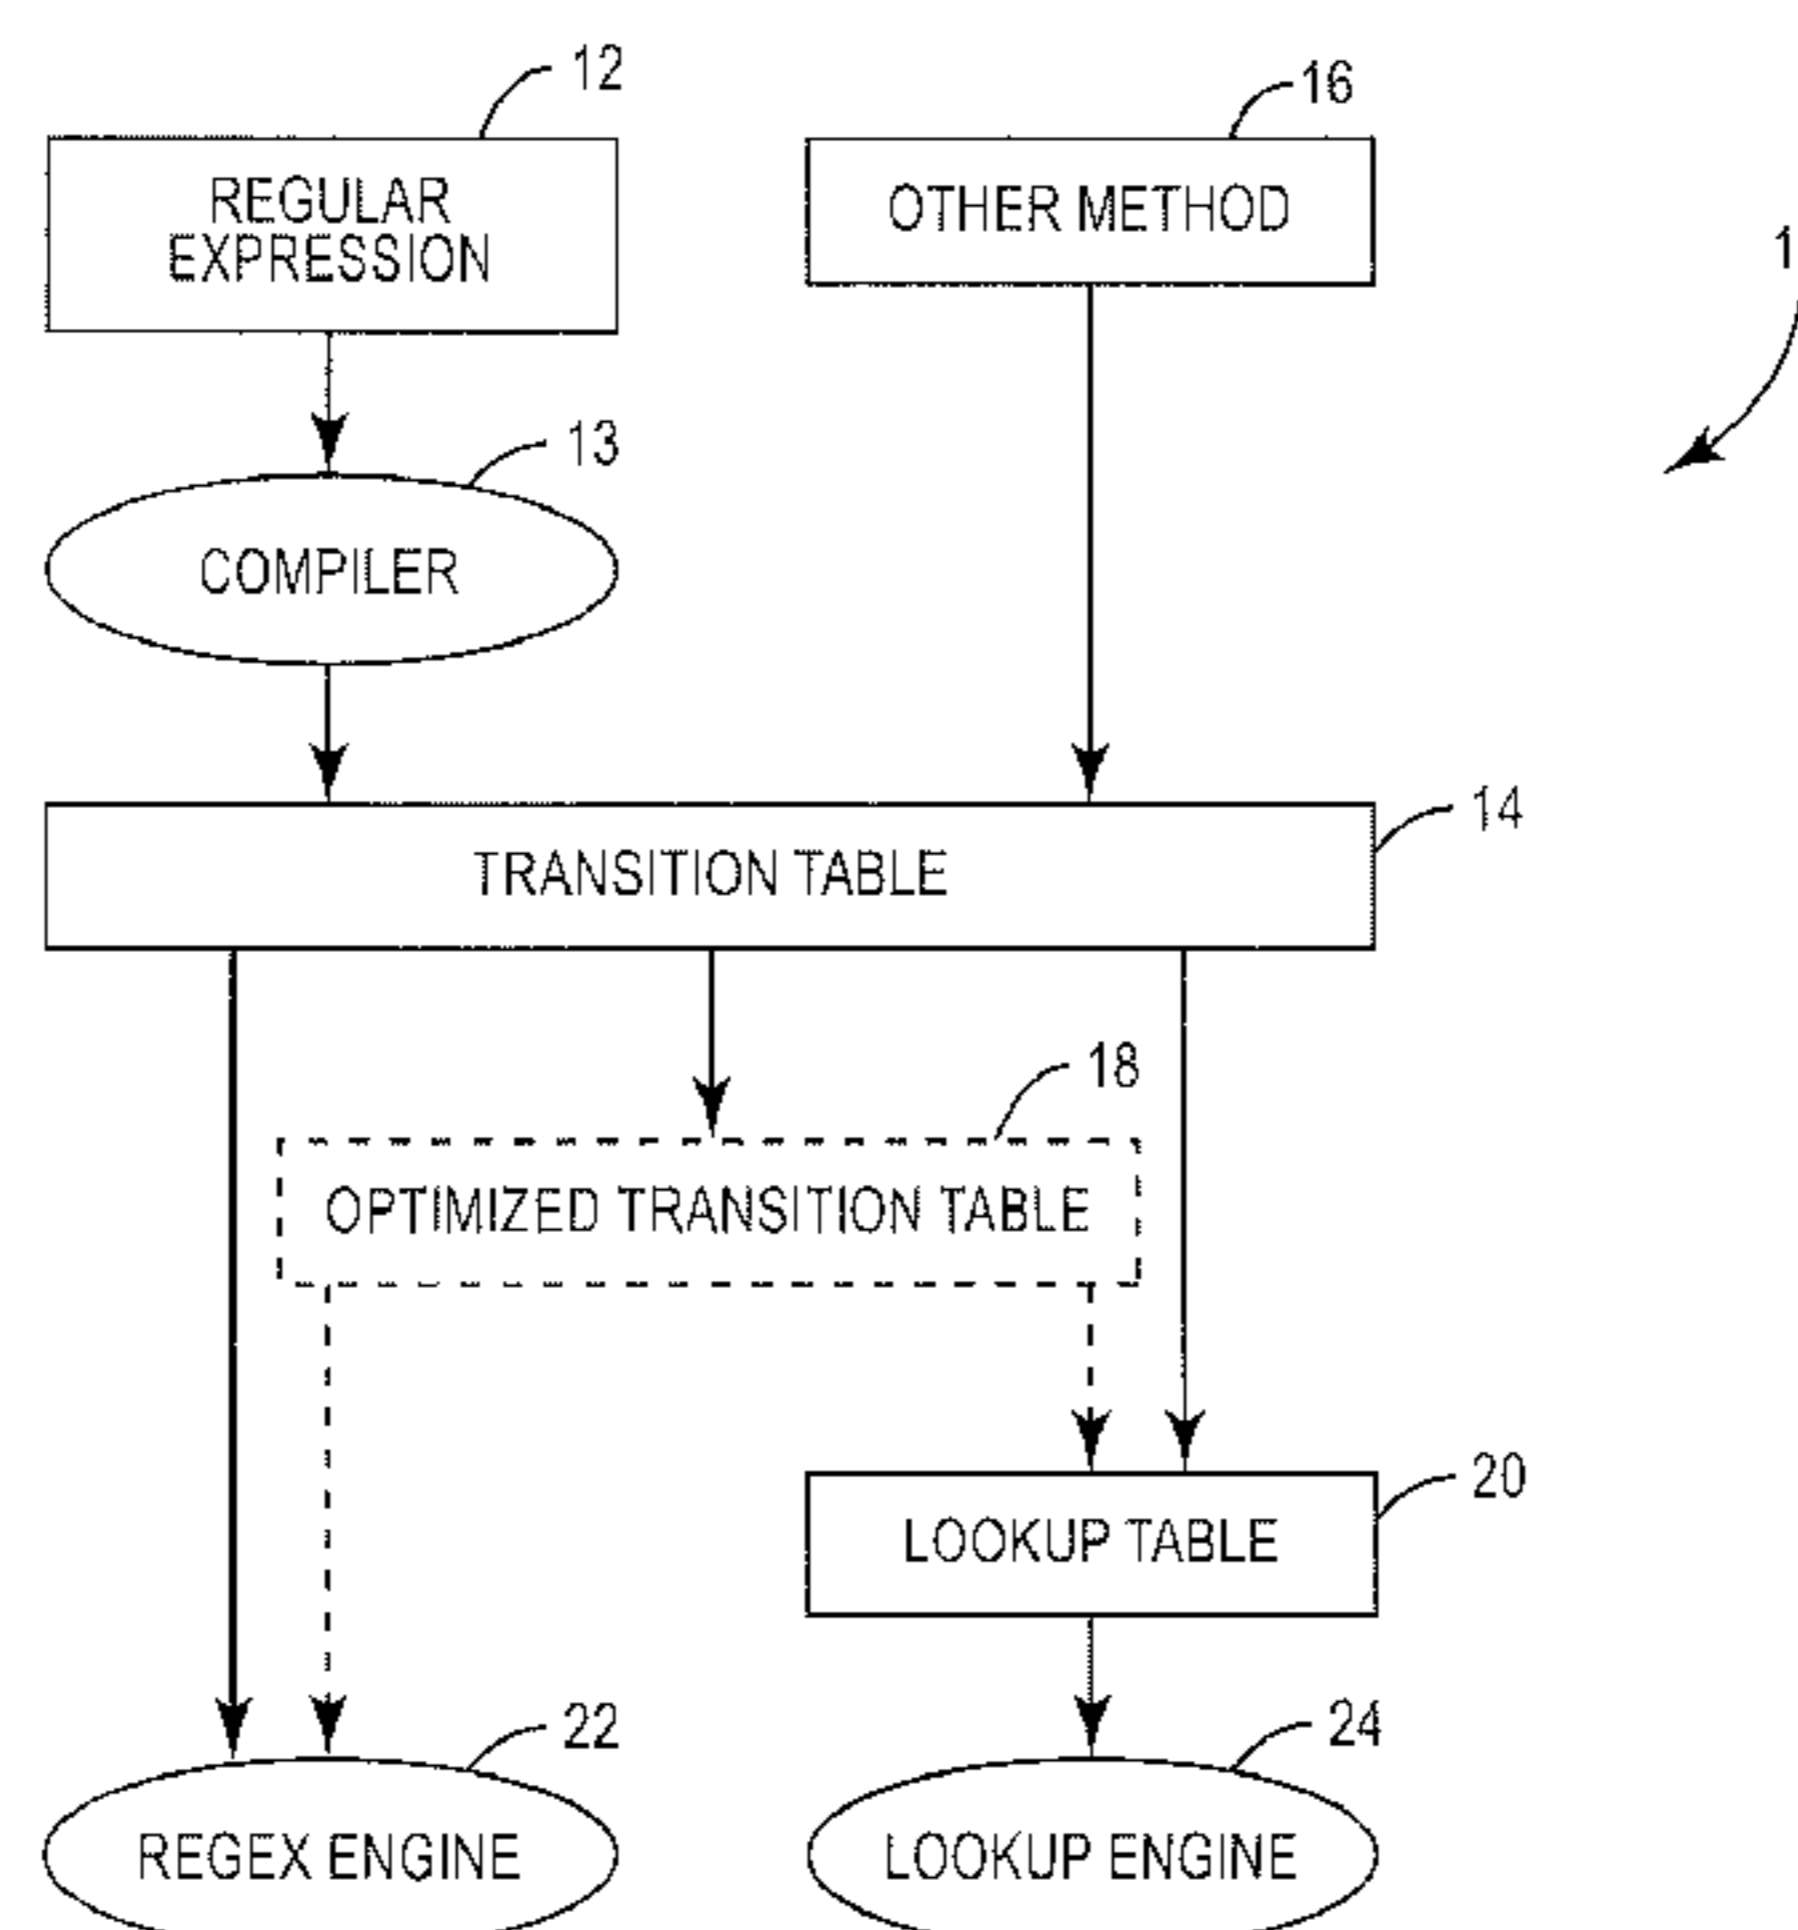 12
16
REGULAR
EXPRESSION
OTHER METHOD
1
13
COMPILER
14
TRANSITION TABLE
18
OPTIMIZED TRANSITION TABLE
20
LOOKUP TABLE
22
24
REGEX ENGINE
LOOKUP ENGINE